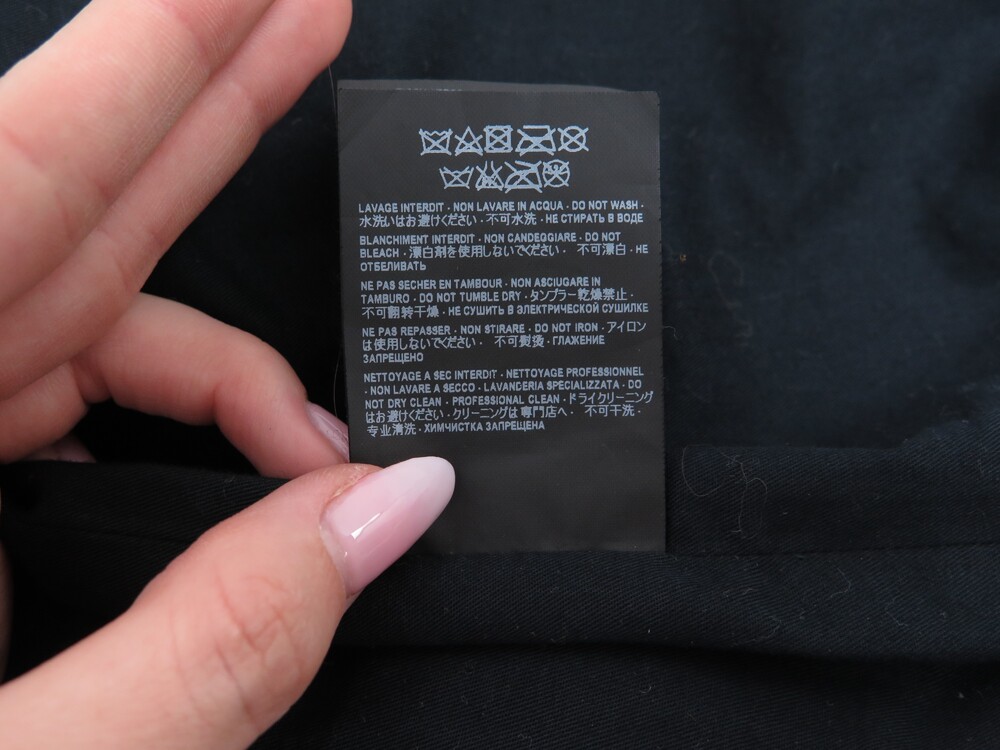 LAVAGE INTERDIT · NON LAVARE IN ACQUA · DO NOT WASH ·
水洗いはお避けください · 不可水洗 · НЕ СТИРАТЬ В ВОДЕ
BLANCHIMENT INTERDIT · NON CANDEGGIARE · DO NOT
BLEACH · 漂白剤を使用しないでください · 不可漂白 · НЕ
ОТБЕЛИВАТЬ
NE PAS SECHER EN TAMBOUR · NON ASCIUGARE IN
TAMBURO · DO NOT TUMBLE DRY · タンブラー乾燥禁止 ·
不可翻转干燥 · НЕ СУШИТЬ В ЭЛЕКТРИЧЕСКОЙ СУШИЛКЕ
NE PAS REPASSER · NON STIRARE · DO NOT IRON · アイロン
は使用しないでください · 不可熨烫 · ГЛАЖЕНИЕ
ЗАПРЕЩЕНО
NETTOYAGE A SEC INTERDIT · NETTOYAGE PROFESSIONNEL
· NON LAVARE A SECCO · LAVANDERIA SPECIALIZZATA · DO
NOT DRY CLEAN · PROFESSIONAL CLEAN · ドライクリーニング
はお避けください · クリーニングは専門店へ · 不可干洗 ·
专业清洗 · ХИМЧИСТКА ЗАПРЕЩЕНА